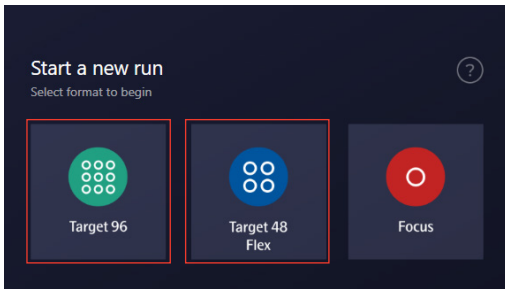 Start a new run
Select format to begin
?
Target 96
Target 48
Flex
Focus